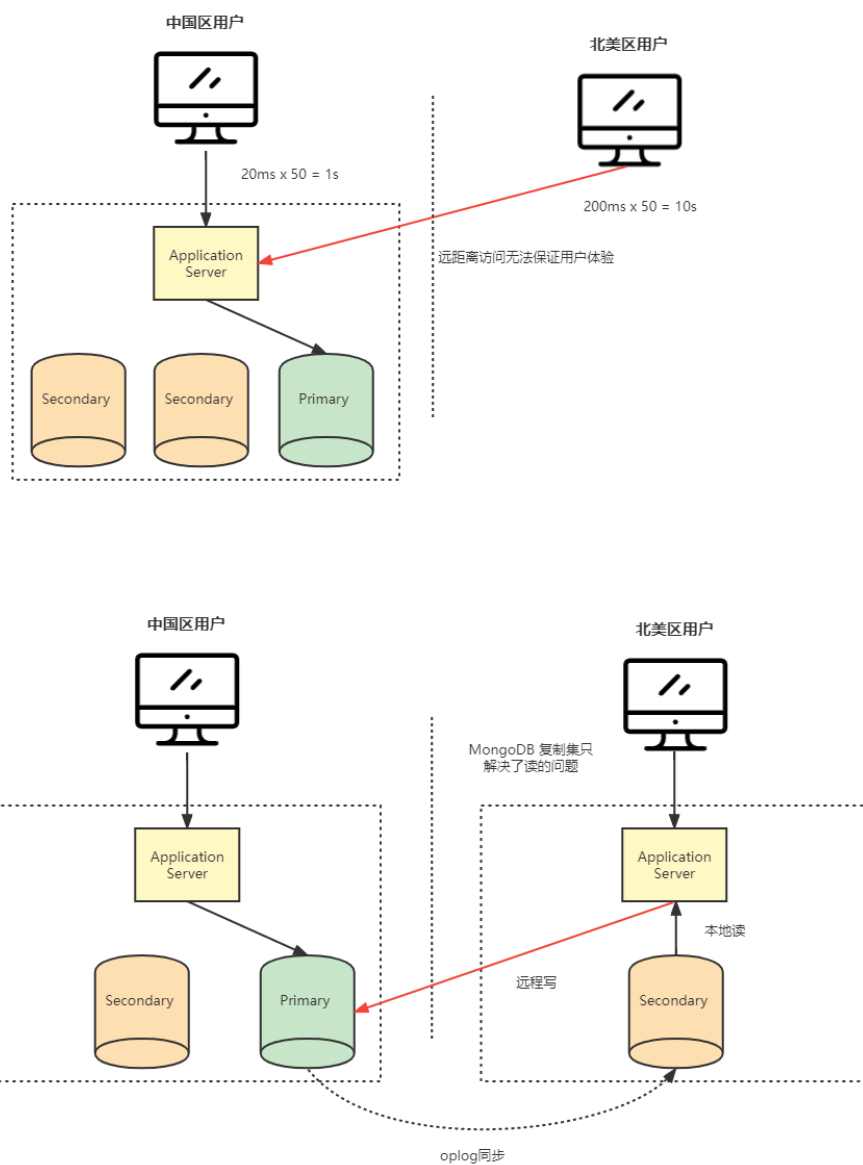 中国区用户
北美区用户
20ms x 50 = 1s
200ms x 50 = 10s
Application
Server
远距离访问无法保证用户体验
Secondary
Secondary
Primary
中国区用户
北美区用户
MongoDB 复制集只
解决了读的问题
Application
Server
Application
Server
本地读
远程写
Secondary
Primary
Secondary
oplog同步